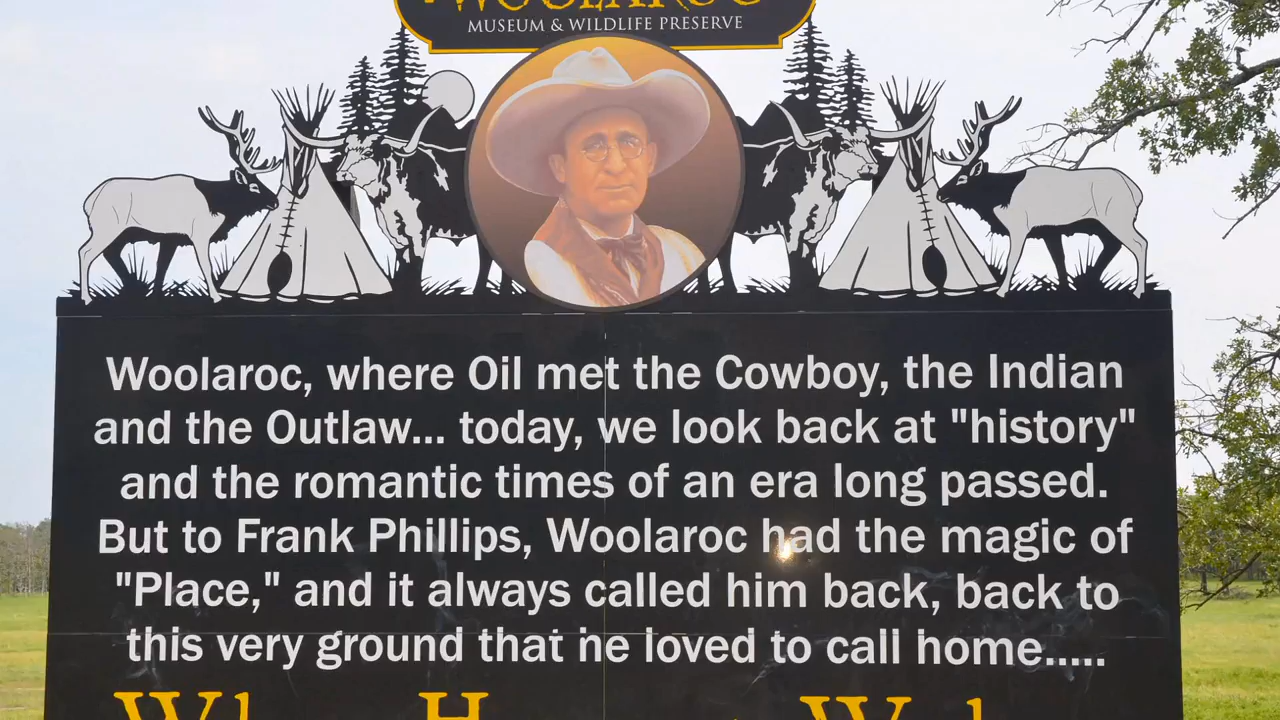 WOOLAROC
MUSEUM & WILDLIFE PRESERVE
Woolaroc, where Oil met the Cowboy, the Indian
and the Outlaw... today, we look back at "history"
and the romantic times of an era long passed.
But to Frank Phillips, Woolaroc had the magic of
"Place," and it always called him back, back to
this very ground that he loved to call home.....